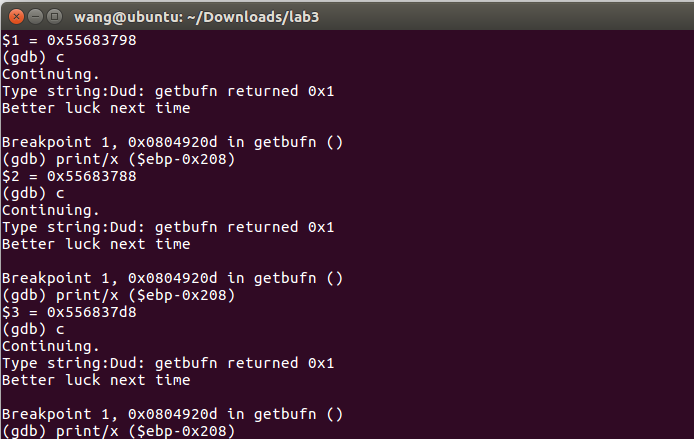 wang@ubuntu: ~/Downloads/lab3
$1 = 0x55683798
(gdb) c
Continuing.
Type string:Dud: getbufn returned 0x1
Better luck next time
Breakpoint 1, 0x0804920d in getbufn ()
(gdb) print/x ($ebp-0x208)
$2 = 0x55683788
(gdb) c
Continuing.
Type string:Dud: getbufn returned 0x1
Better luck next time
Breakpoint 1, 0x0804920d in getbufn ()
(gdb) print/x ($ebp-0x208)
$3 = 0x556837d8
(gdb) c
Continuing.
Type string:Dud: getbufn returned 0x1
Better luck next time
Breakpoint 1, 0x0804920d in getbufn ()
(gdb) print/x ($ebp-0x208)